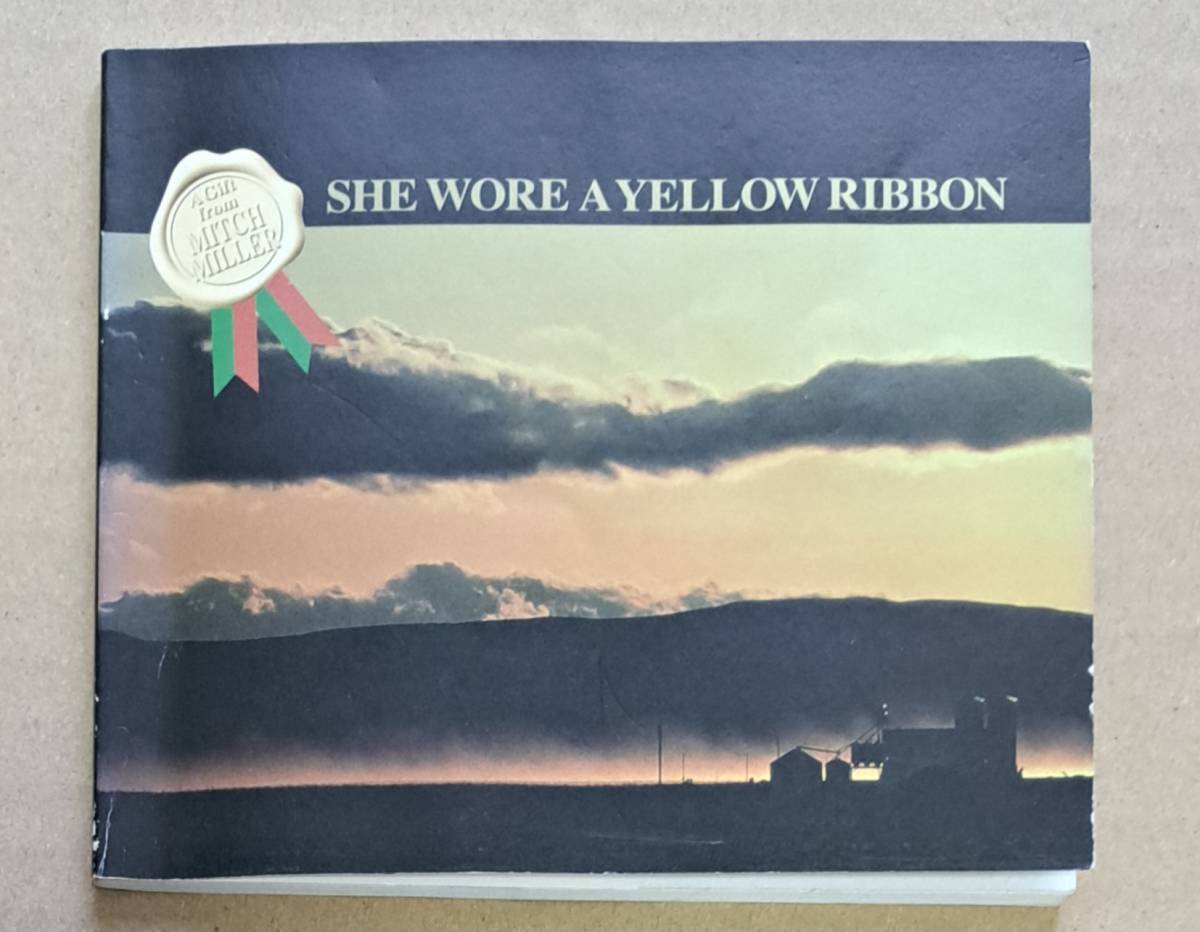 A Gift
from
MITCH
MILLER
SHE WORE A YELLOW RIBBON